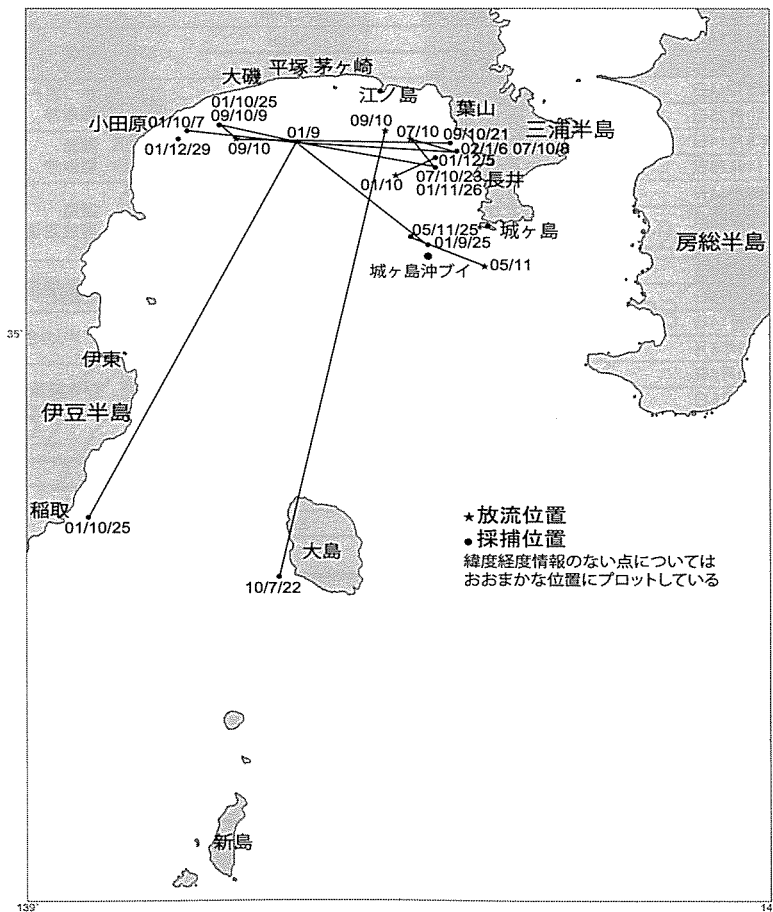 平塚 茅ヶ崎
大磯
江ノ島
01/10/25
葉山
09/10/9
小田原 01/10/7
09/10
07/10
09/10/21
三浦半島
01/9
02/1/6 07/10/8
01/12/29
09/10
01/12/5
07/10/23
長井
01/10
01/11/26
05/11/25
城ヶ島
01/9/25
房総半島
城ヶ島沖ブイ
05/11
35°
伊東
伊豆半島
稲取
01/10/25
★放流位置
●採捕位置
緯度経度情報のない点については
おおまかな位置にプロットしている
大島
10/7/22
新島
139°
14